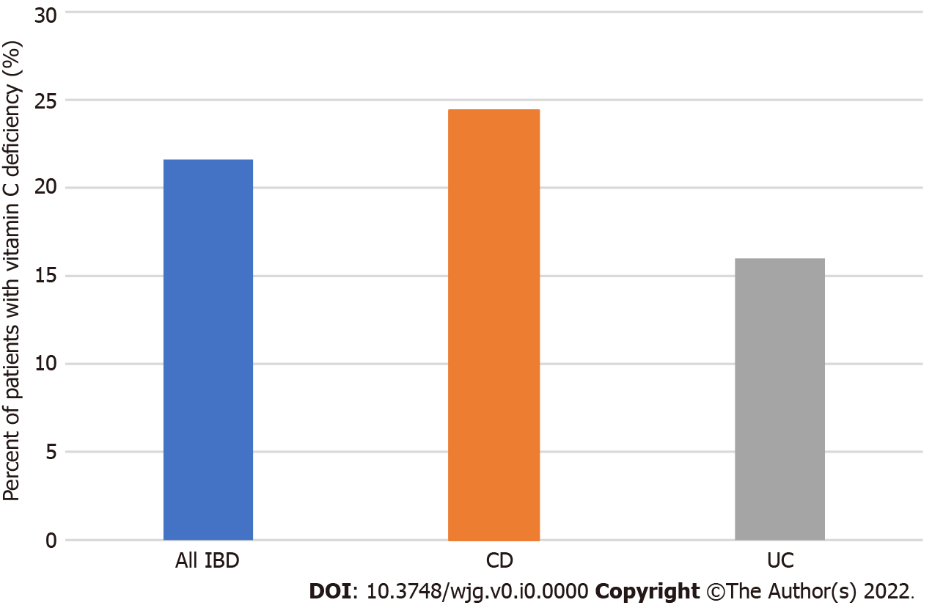 Percent of patients with vitamin C deficiency (%)
30
25
20
15
10
5
0
All IBD CD UC
DOI: 10.3748/wjg.v0.i0.0000 Copyright ©The Author(s) 2022.